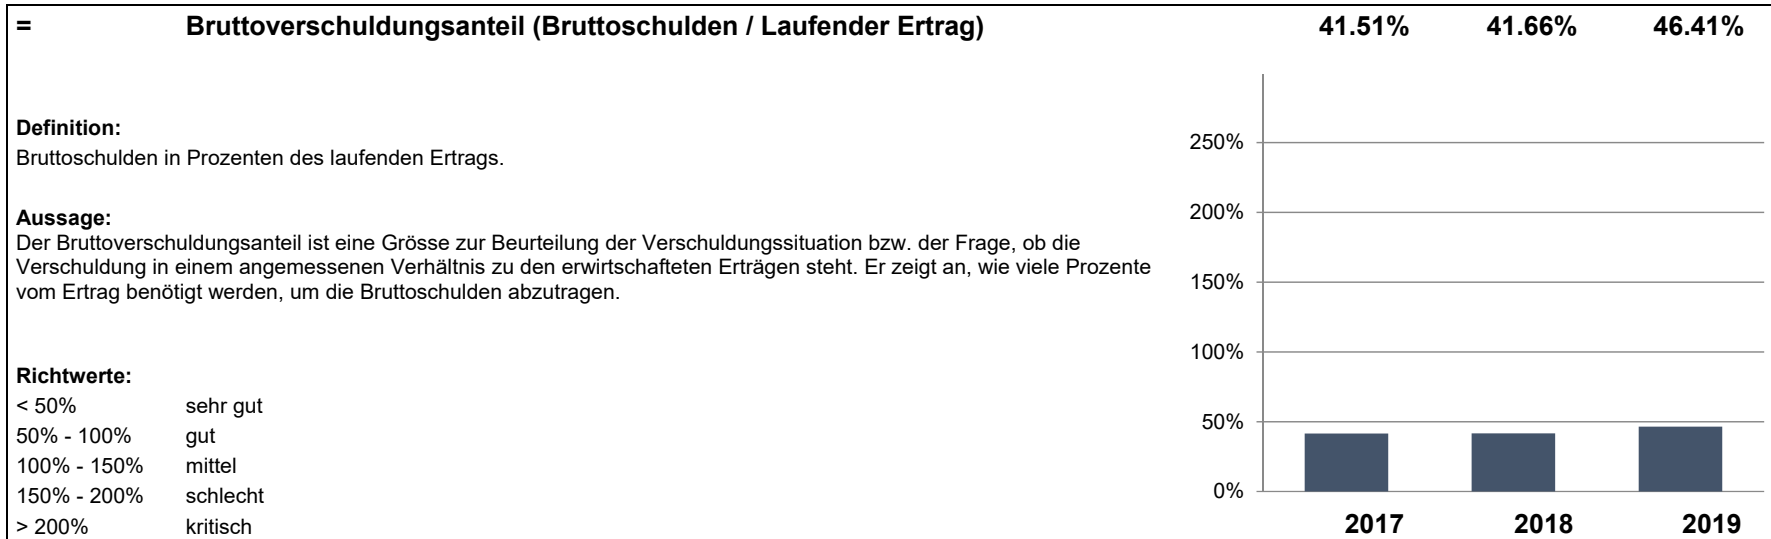 = Bruttoverschuldungsanteil (Bruttoschulden / Laufender Ertrag) 41.51% 41.66% 46.41%
Definition:
Bruttoschulden in Prozenten des laufenden Ertrags.
Aussage:
Der Bruttoverschuldungsanteil ist eine Grösse zur Beurteilung der Verschuldungssituation bzw. der Frage, ob die
Verschuldung in einem angemessenen Verhältnis zu den erwirtschafteten Erträgen steht. Er zeigt an, wie viele Prozente
vom Ertrag benötigt werden, um die Bruttoschulden abzutragen.
Richtwerte:
< 50% sehr gut
50% - 100% gut
100% - 150% mittel
150% - 200% schlecht
> 200% kritisch
250%
200%
150%
100%
50%
0%
2017 2018 2019